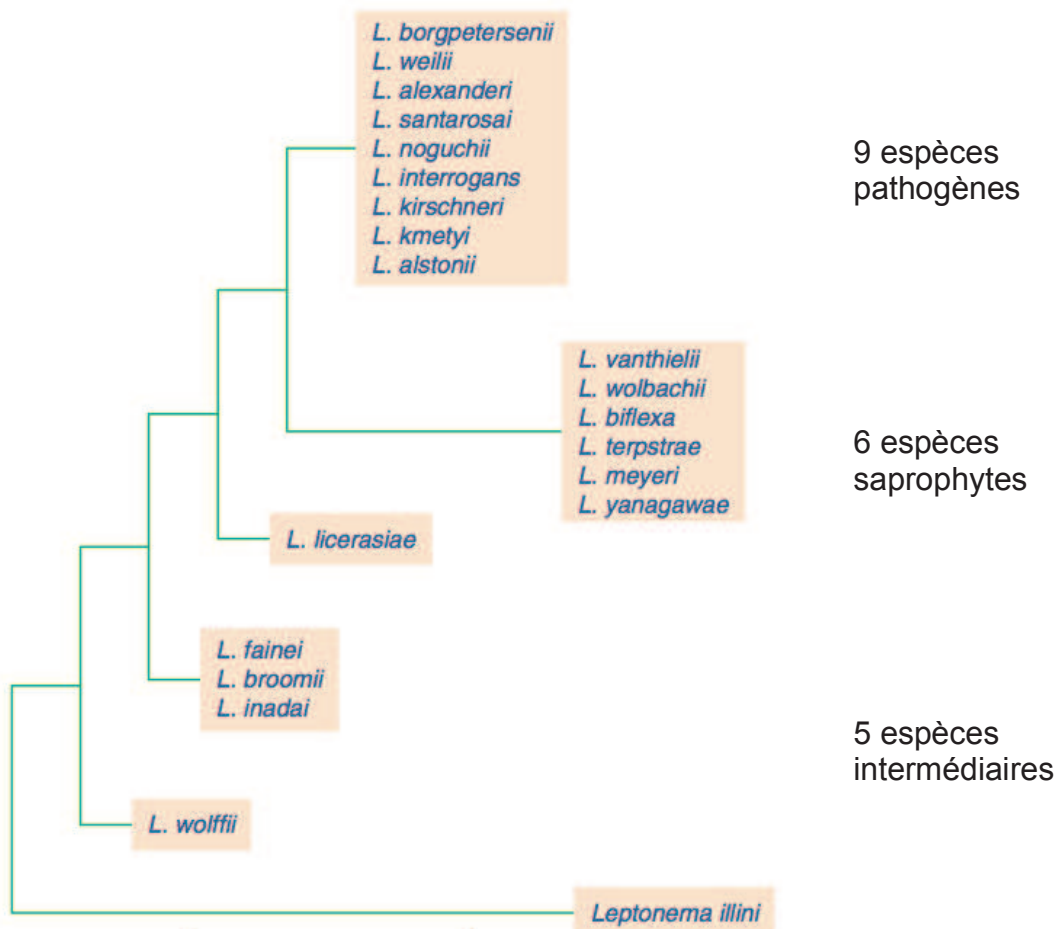 L. borgpetersenii
L. weilii
L. alexanderi
L. santarosai
L. noguchii
L. interrogans
L. kirschneri
L. kmetyi
L. alstonii
9 espèces
pathogènes
L. vanthielii
L. wolbachii
L. biflexa
L. terpstrae
L. meyeri
L. yanagawae
6 espèces
saprophytes
L. licerasiae
L. fainei
L. broomii
L. inadai
5 espèces
intermédiaires
L. wolffii
Leptonema illini